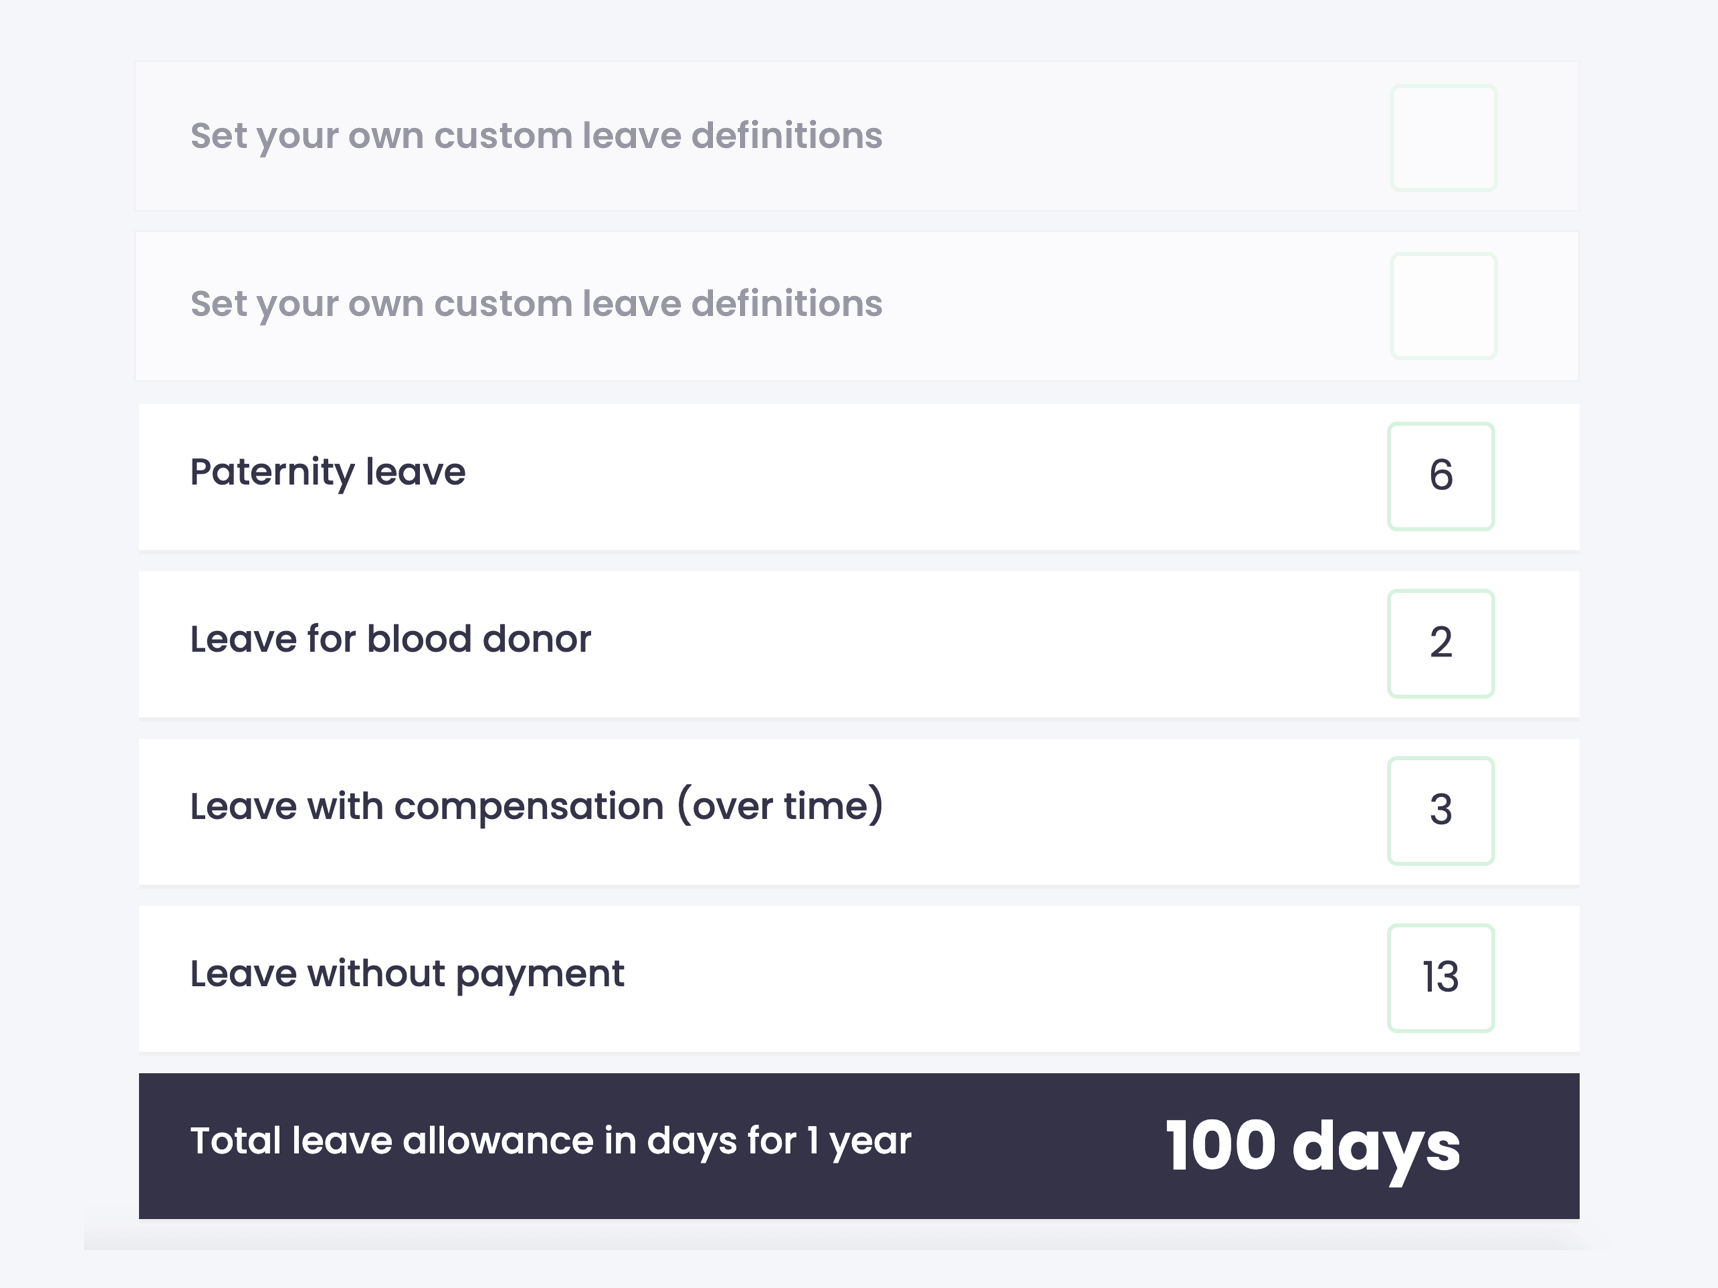 Set your own custom leave definitions
Set your own custom leave definitions
Paternity leave 6
Leave for blood donor 2
Leave with compensation (over time) 3
Leave without payment 13
Total leave allowance in days for 1 year 100 days